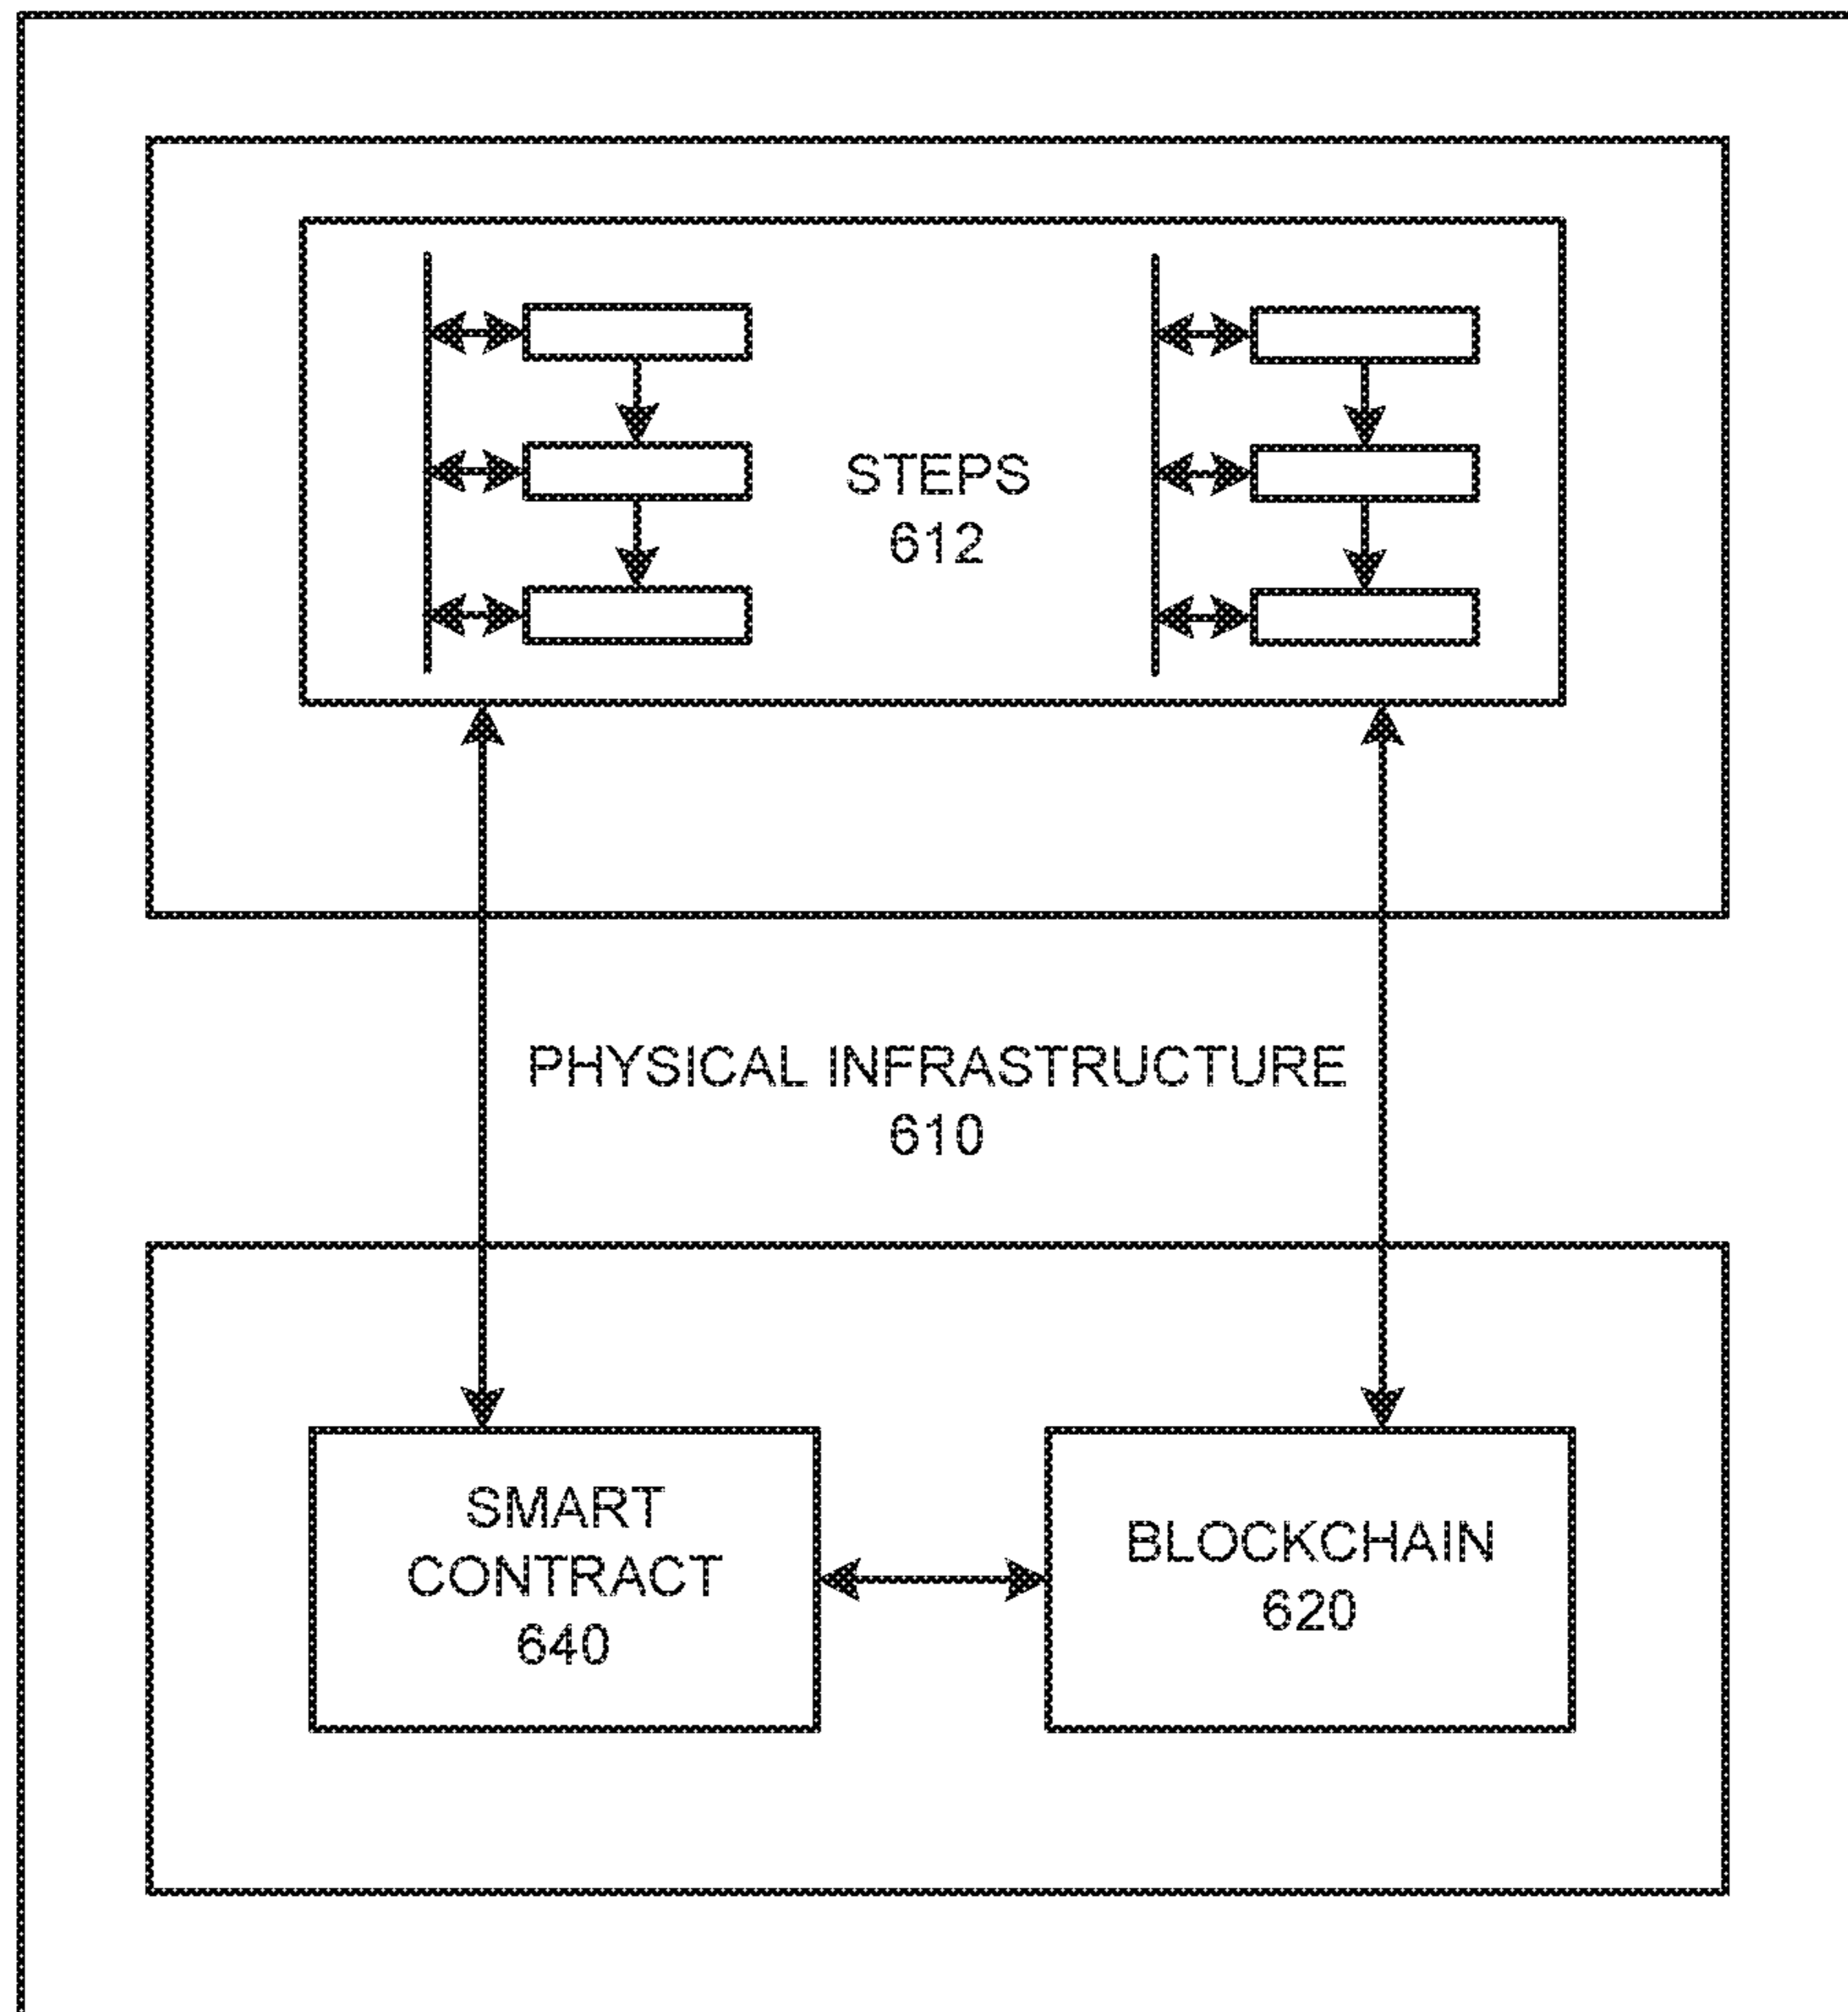 STEPS
612
PHYSICAL INFRASTRUCTURE
610
SMART
CONTRACT
640
BLOCKCHAIN
620